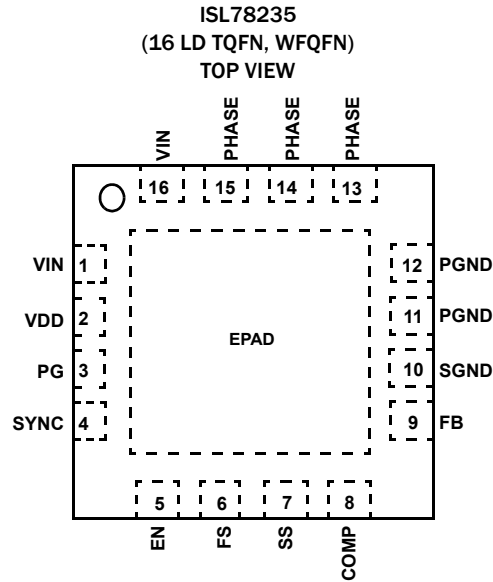 ISL78235
(16 LD TQFN, WFQFN)
TOP VIEW
VIN PHASE PHASE PHASE
16 15 14 13
VIN 1
VDD 2
PG 3
SYNC 4
EPAD
12 PGND
11 PGND
10 SGND
9 FB
5 6 7 8
EN FS SS COMP